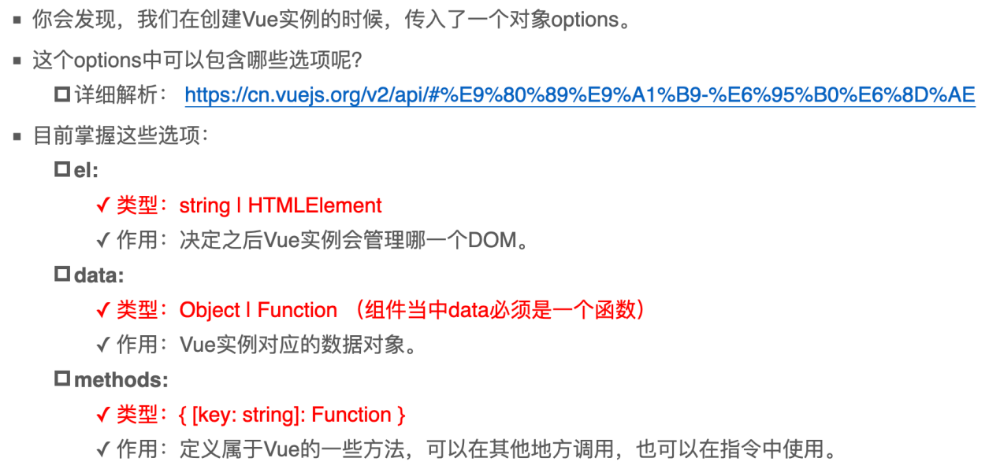 你会发现，我们在创建Vue实例的时候，传入了一个对象options。
这个options中可以包含哪些选项呢?
详细解析： https://cn.vuejs.org/v2/api/#%E9%80%89%E9%A1%B9-%E6%95%B0%E6%8D%AE
目前掌握这些选项：
el:
类型：string | HTMLElement
作用：决定之后Vue实例会管理哪一个DOM。
data:
类型：Object | Function （组件当中data必须是一个函数）
作用：Vue实例对应的数据对象。
methods:
类型：{ [key: string]: Function }
作用：定义属于Vue的一些方法，可以在其他地方调用，也可以在指令中使用。